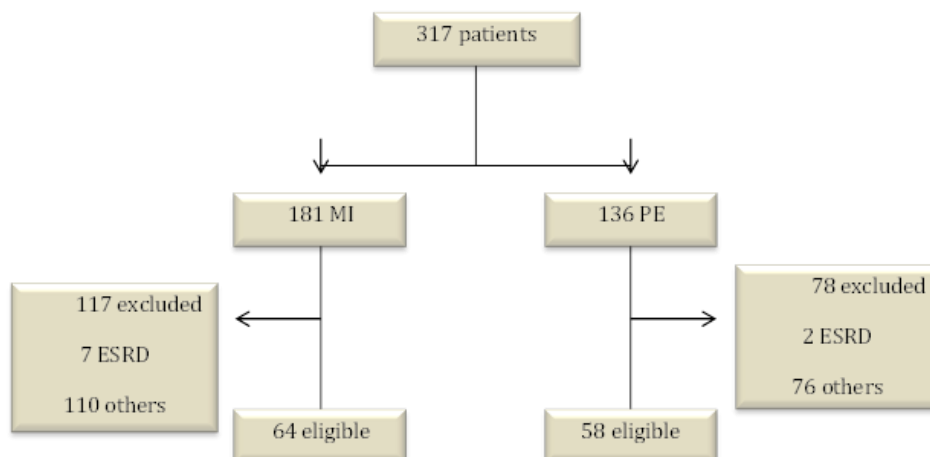 317 patients
181 MI
136 PE
117 excluded
7 ESRD
110 others
78 excluded
2 ESRD
76 others
64 eligible
58 eligible